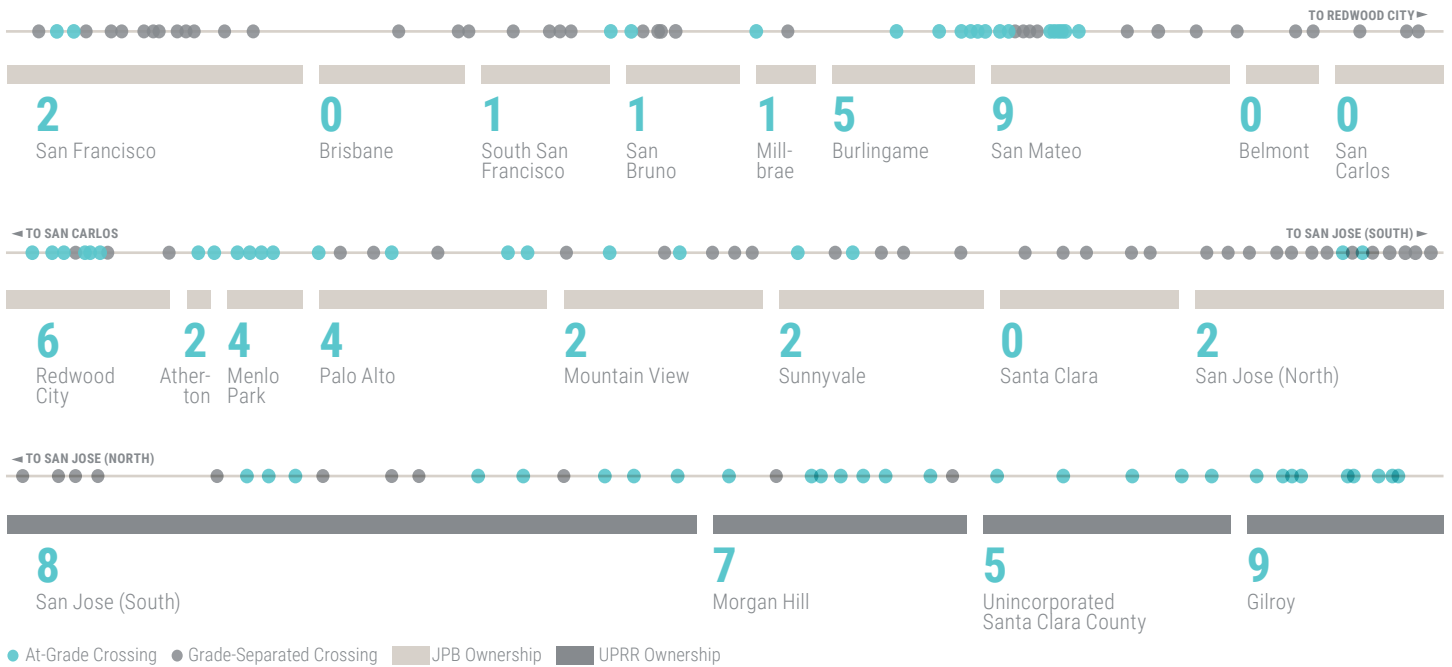 TO REDWOOD CITY►
2
San Francisco
0
Brisbane
1
South San
Francisco
1
San
Bruno
1
Mill-
brae
5
Burlingame
9
San Mateo
0
Belmont
0
San
Carlos
◄ TO SAN CARLOS
TO SAN JOSE (SOUTH) ►
6
Redwood
City
2
Ather-
ton
4
Menlo
Park
4
Palo Alto
2
Mountain View
2
Sunnyvale
0
Santa Clara
2
San Jose (North)
◄ TO SAN JOSE (NORTH)
8
San Jose (South)
7
Morgan Hill
5
Unincorporated
Santa Clara County
9
Gilroy
At-Grade Crossing
Grade-Separated Crossing
JPB Ownership
UPRR Ownership